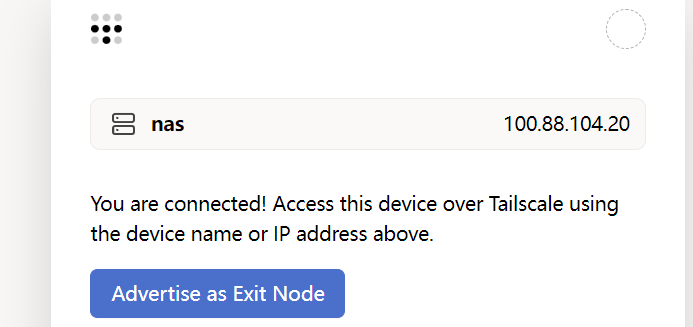 nas 100.88.104.20
You are connected! Access this device over Tailscale using
the device name or IP address above.
Advertise as Exit Node